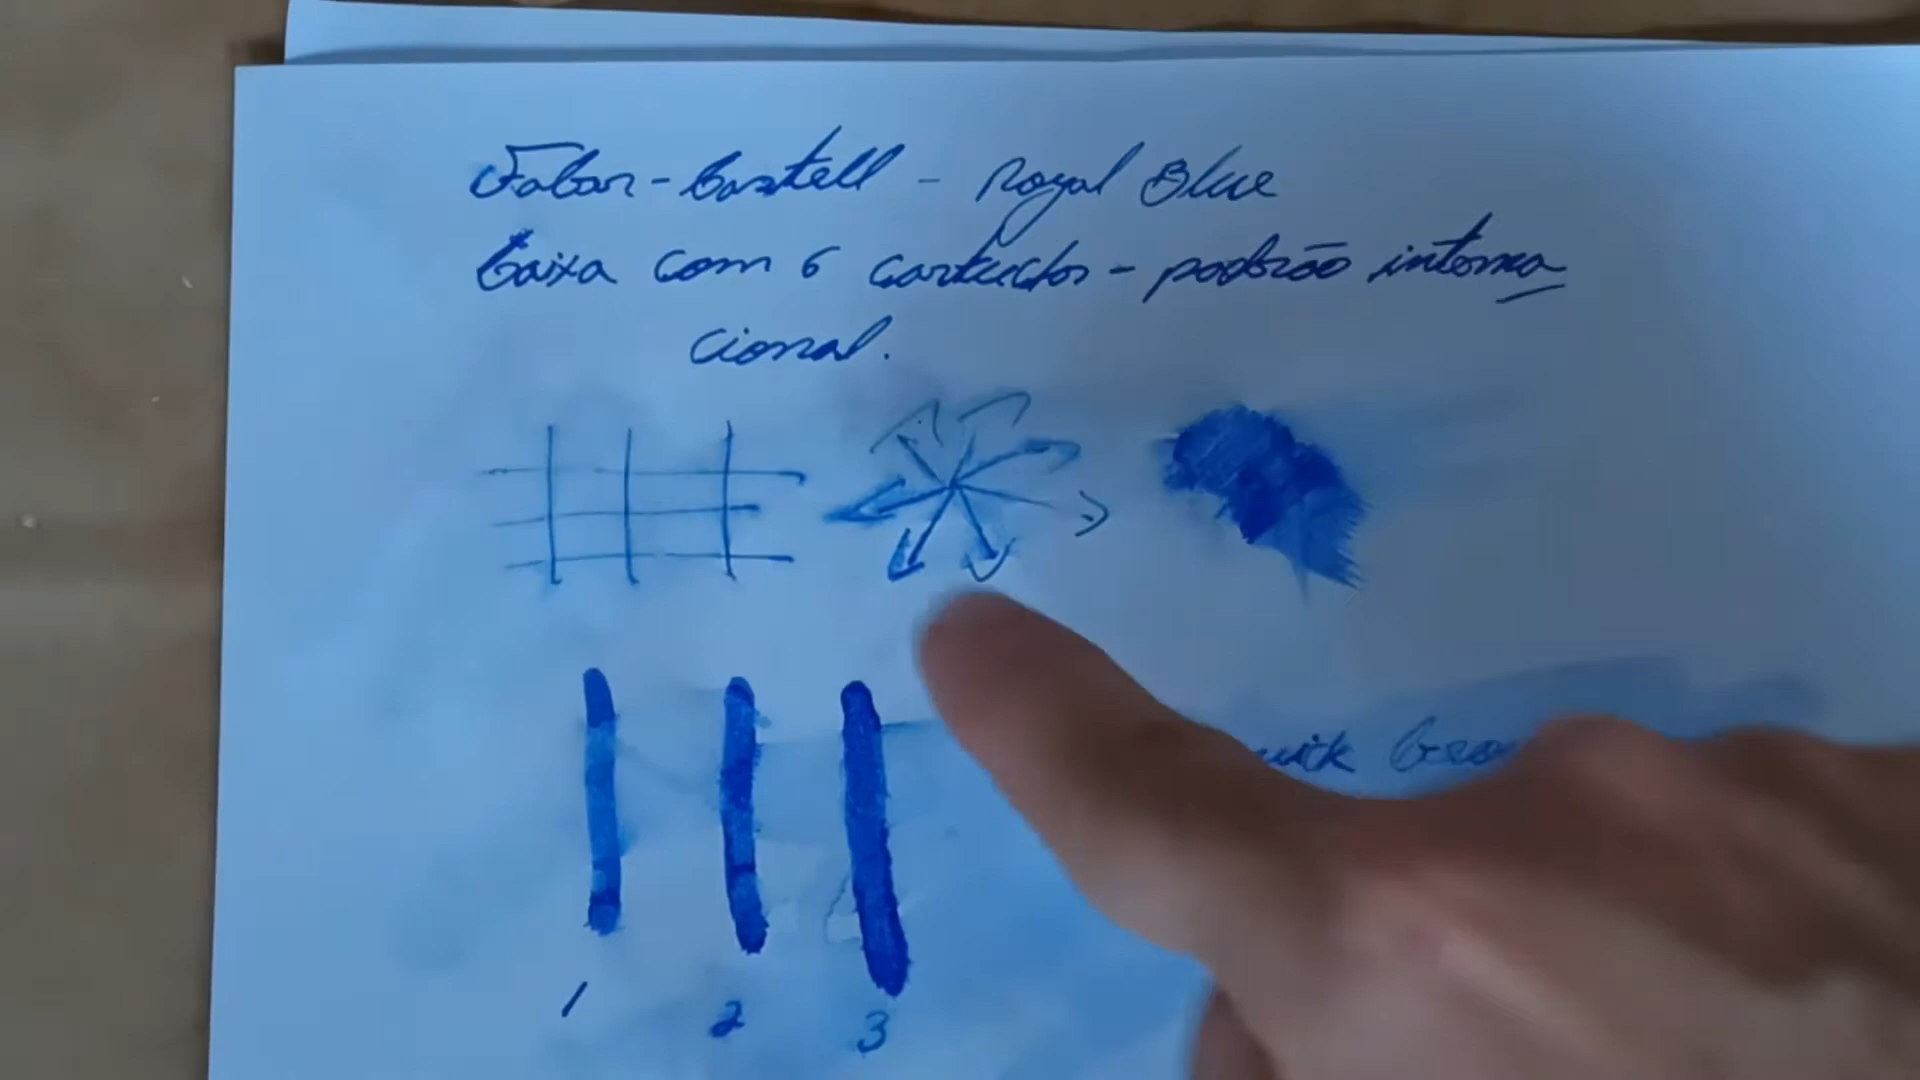 Faber-Castell - Royal Blue
Caixa com 6 cartuchos - padrão interna
cional.
1 2 3